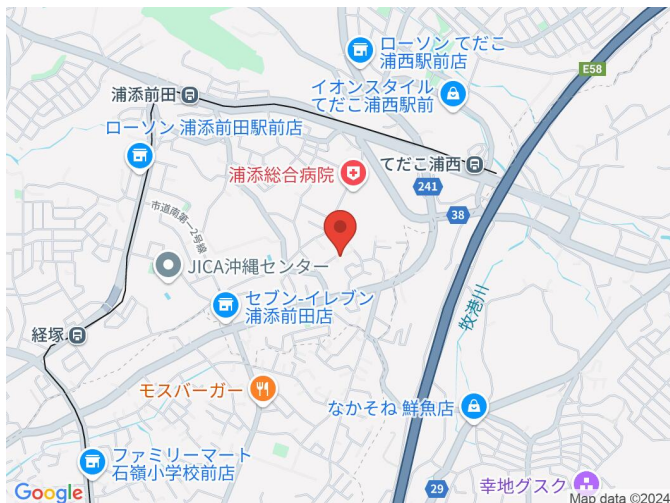 ローソン てだこ
浦西駅前店
E58
イオンスタイル
てだこ浦西駅前
浦添前田
ローソン 浦添前田駅前店
てだこ浦西
浦添総合病院
241
38
市道南第一2号線
JICA沖縄センター
セブン-イレブン
浦添前田店
牧港川
経塚
モスバーガー
なかそね 鮮魚店
ファミリーマート
石嶺小学校前店
29
幸地グスク
Google
Map data ©2024